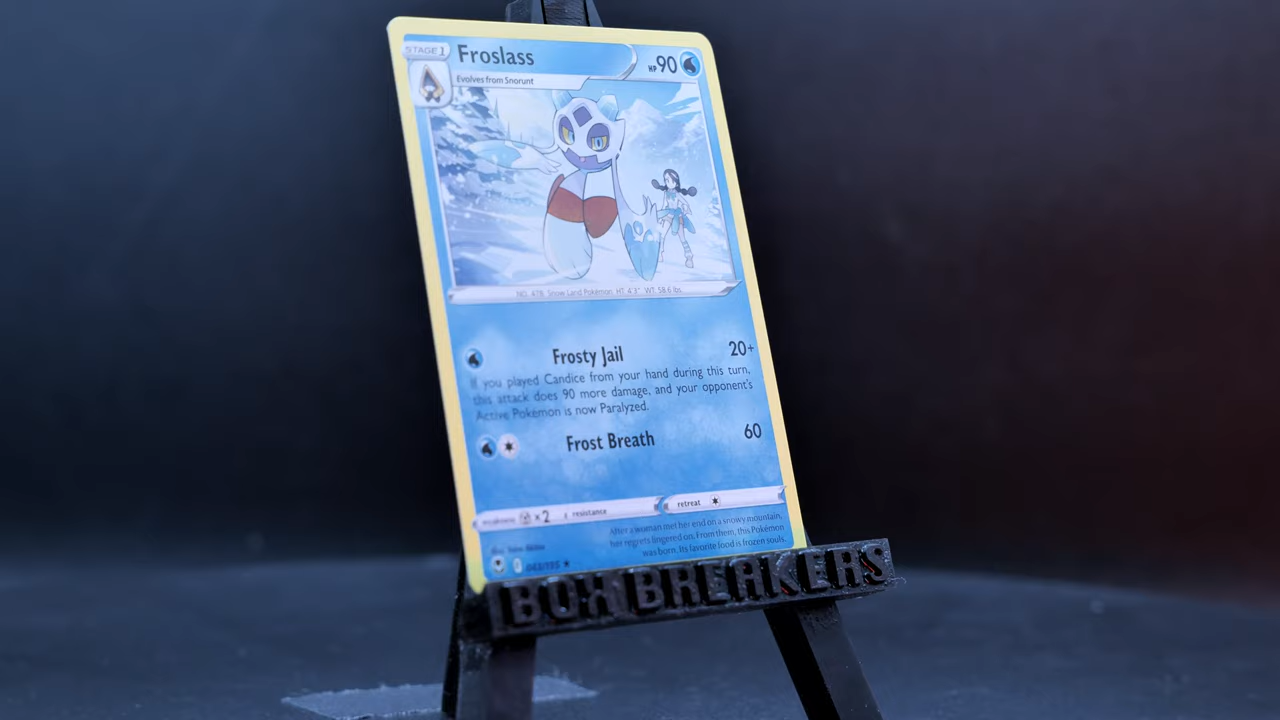 STAGE 1 Froslass HP 90
Evolves from Snorunt
NO. 478 Snow Land Pokémon HT: 4'3" WT: 58.6 lbs.
Frosty Jail 20+
If you played Candice from your hand during this turn,
this attack does 90 more damage, and your opponent's
Active Pokémon is now Paralyzed.
Frost Breath 60
weakness ×2 resistance retreat
After a woman met her end on a snowy mountain,
her regrets lingered on. From them, this Pokémon
was born. Its favorite food is frozen souls.
/195
BOX BREAKERS